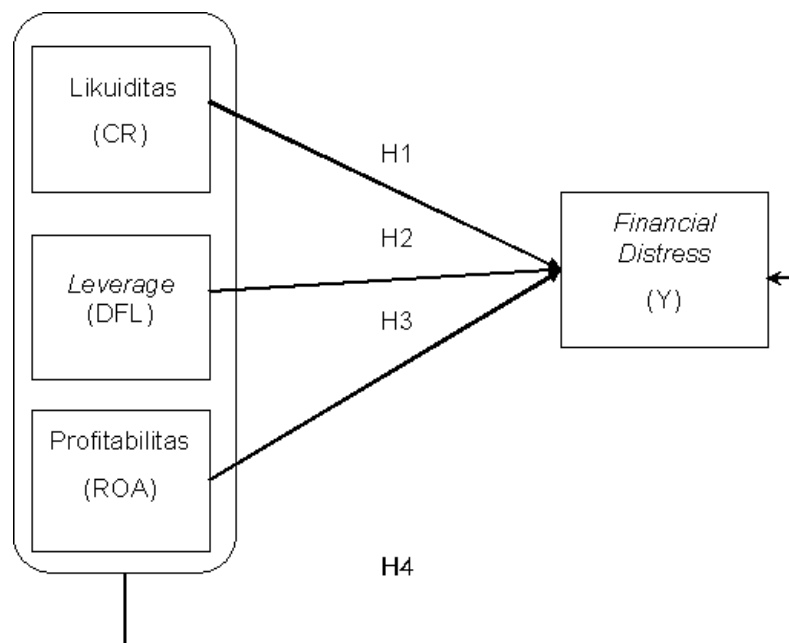 Likuiditas
(CR)
H1
H2
Leverage
(DFL)
H3
Profitabilitas
(ROA)
Financial
Distress
(Y)
H4